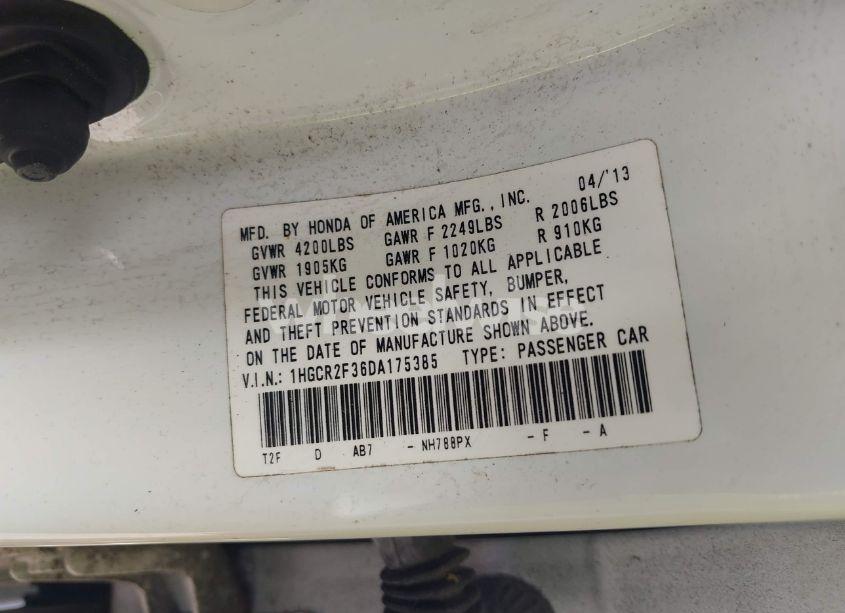 MFD. BY HONDA OF AMERICA MFG., INC. 04/'13
GVWR 4200LBS GAWR F 2249LBS R 2006LBS
GVWR 1905KG GAWR F 1020KG R 910KG
THIS VEHICLE CONFORMS TO ALL APPLICABLE
FEDERAL MOTOR VEHICLE SAFETY, BUMPER,
AND THEFT PREVENTION STANDARDS IN EFFECT
ON THE DATE OF MANUFACTURE SHOWN ABOVE.
V.I.N.: 1HGCR2F36DA175385 TYPE: PASSENGER CAR
T2F D AB7 - NH788PX - F - A